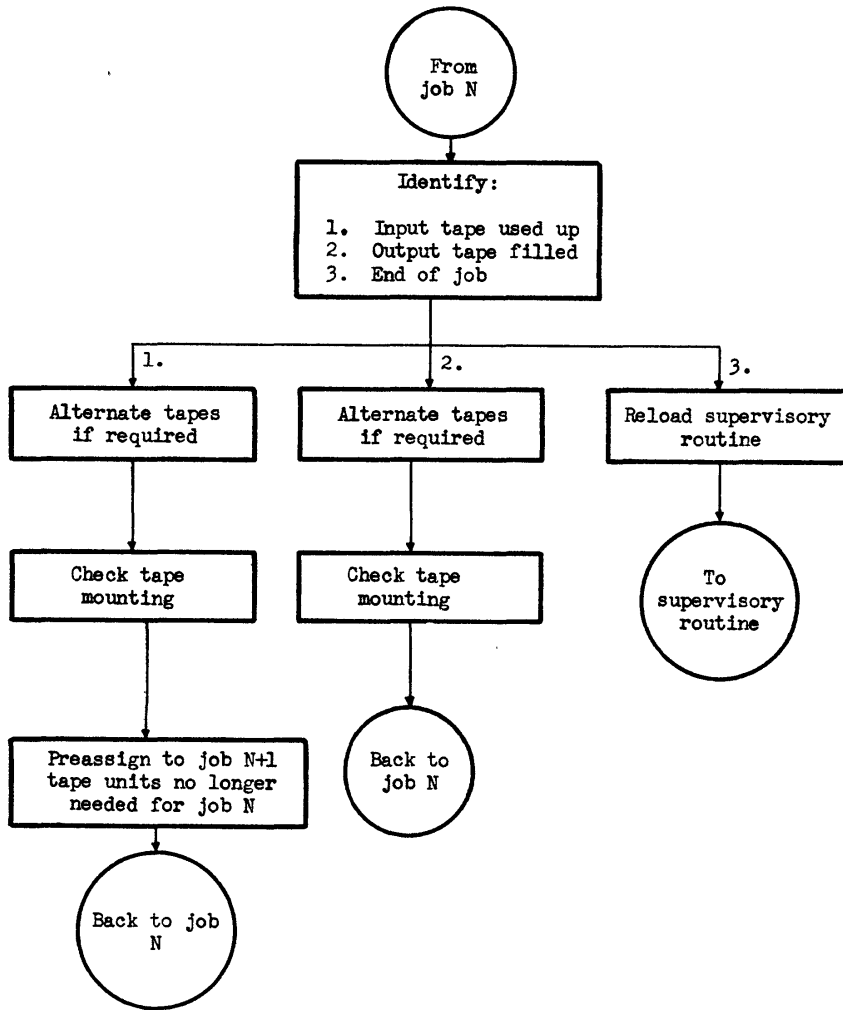 From
job N
Identify:
1. Input tape used up
2. Output tape filled
3. End of job
1.
2.
3.
Alternate tapes
if required
Alternate tapes
if required
Reload supervisory
routine
Check tape
mounting
Check tape
mounting
To
supervisory
routine
Preassign to job N+1
tape units no longer
needed for job N
Back to
job N
Back to job
N